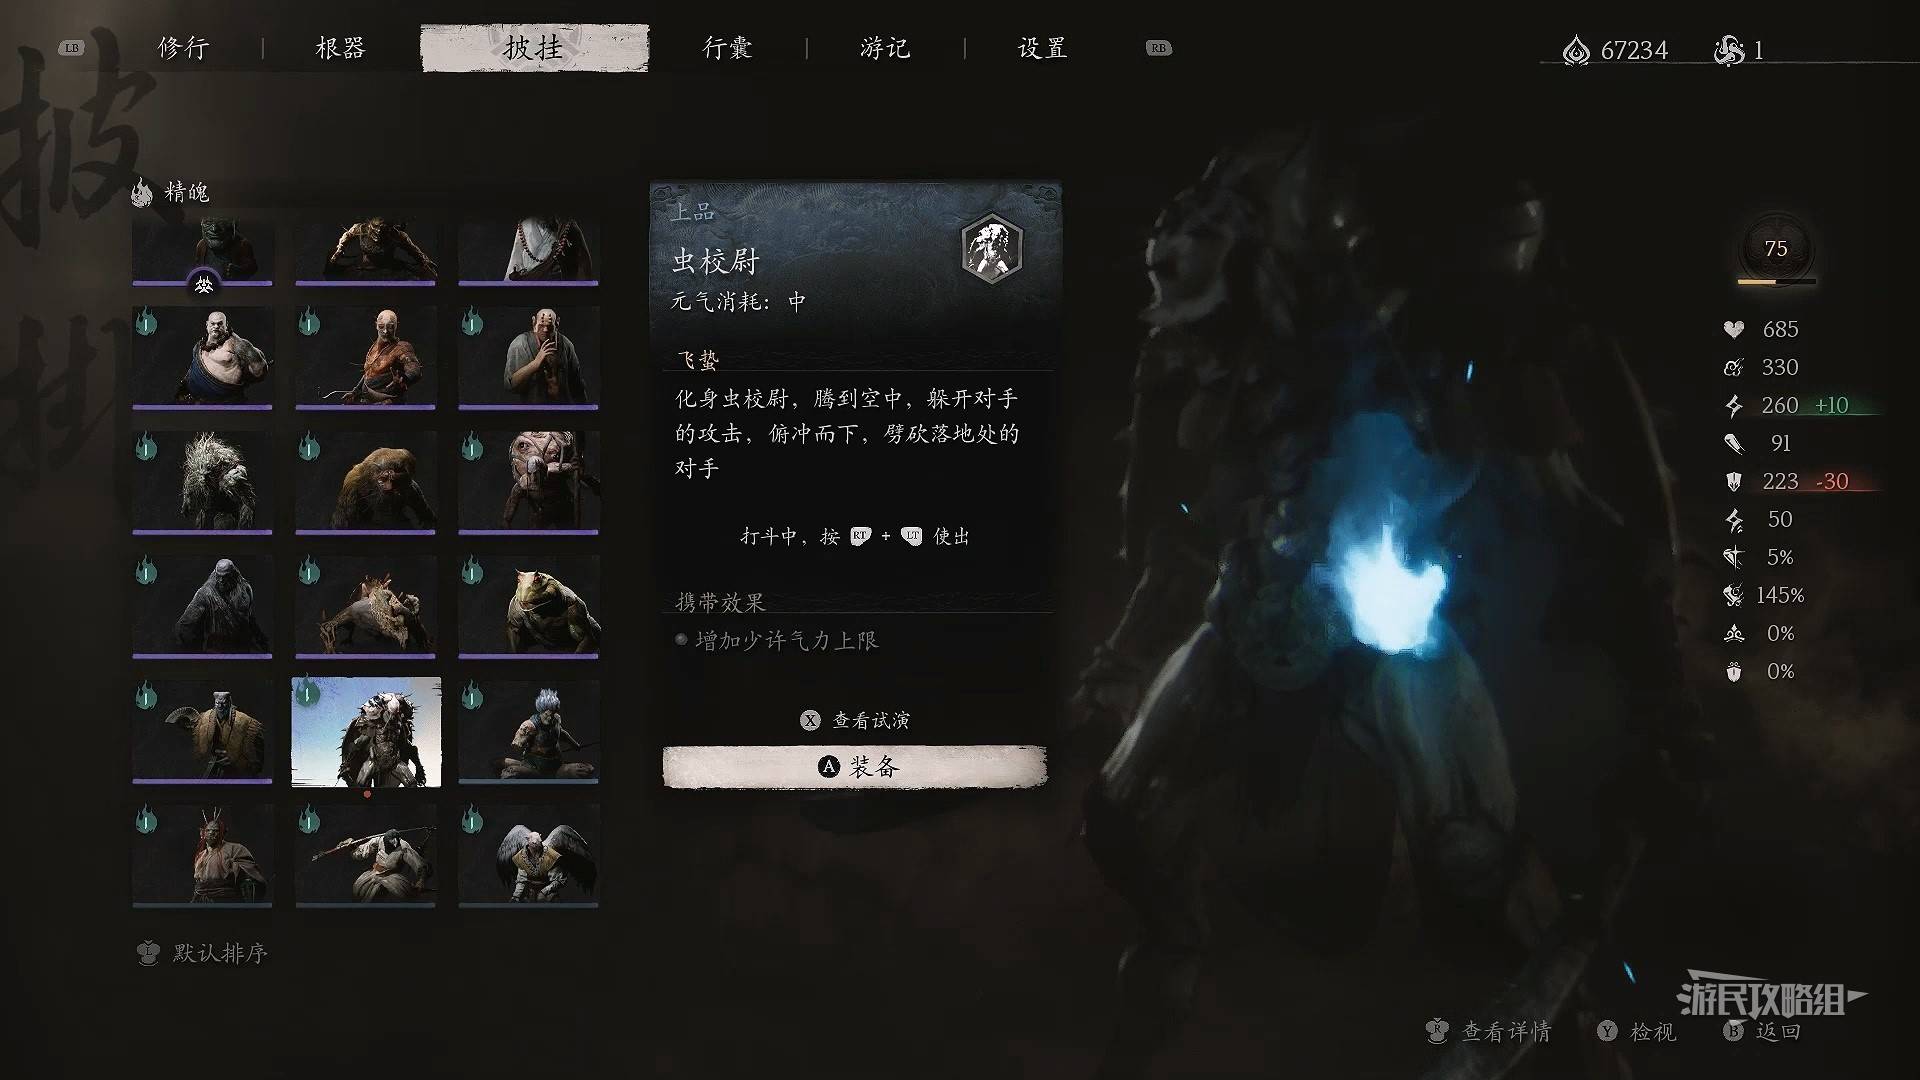 LB 修行 根器 披挂 行囊 游记 设置 RB
67234 1
披挂
精魄
上品
虫校尉
元气消耗：中
飞蛰
化身虫校尉，腾到空中，躲开对手
的攻击，俯冲而下，劈砍落地处的
对手
打斗中，按 RT + LT 使出
携带效果
增加少许气力上限
X 查看试演
A 装备
75
685
330
260 +10
91
223 -30
50
5%
145%
0%
0%
L 默认排序
游民攻略组
R 查看详情 Y 检视 B 返回